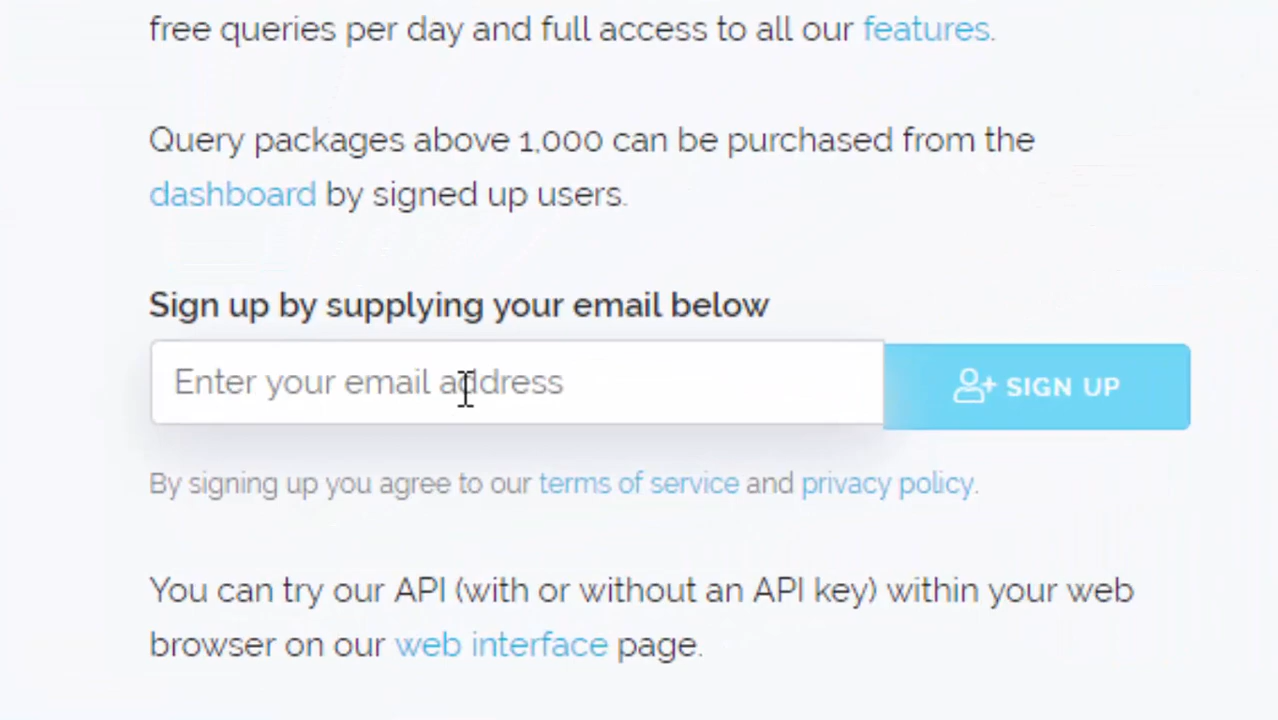 free queries per day and full access to all our features.
Query packages above 1,000 can be purchased from the
dashboard by signed up users.
Sign up by supplying your email below
Enter your email address
SIGN UP
By signing up you agree to our terms of service and privacy policy.
You can try our API (with or without an API key) within your web
browser on our web interface page.